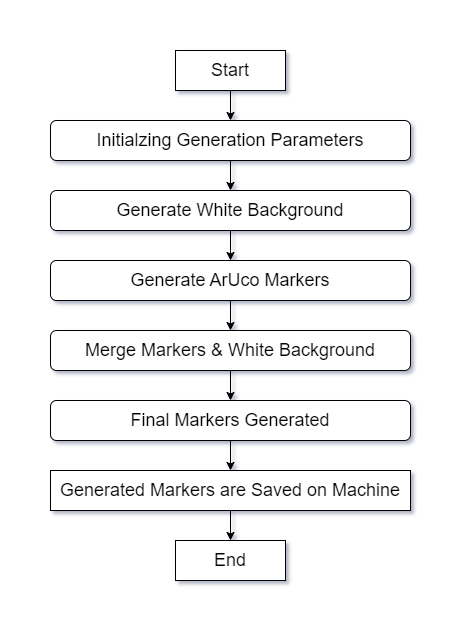 Start
Initialzing Generation Parameters
Generate White Background
Generate ArUco Markers
Merge Markers & White Background
Final Markers Generated
Generated Markers are Saved on Machine
End